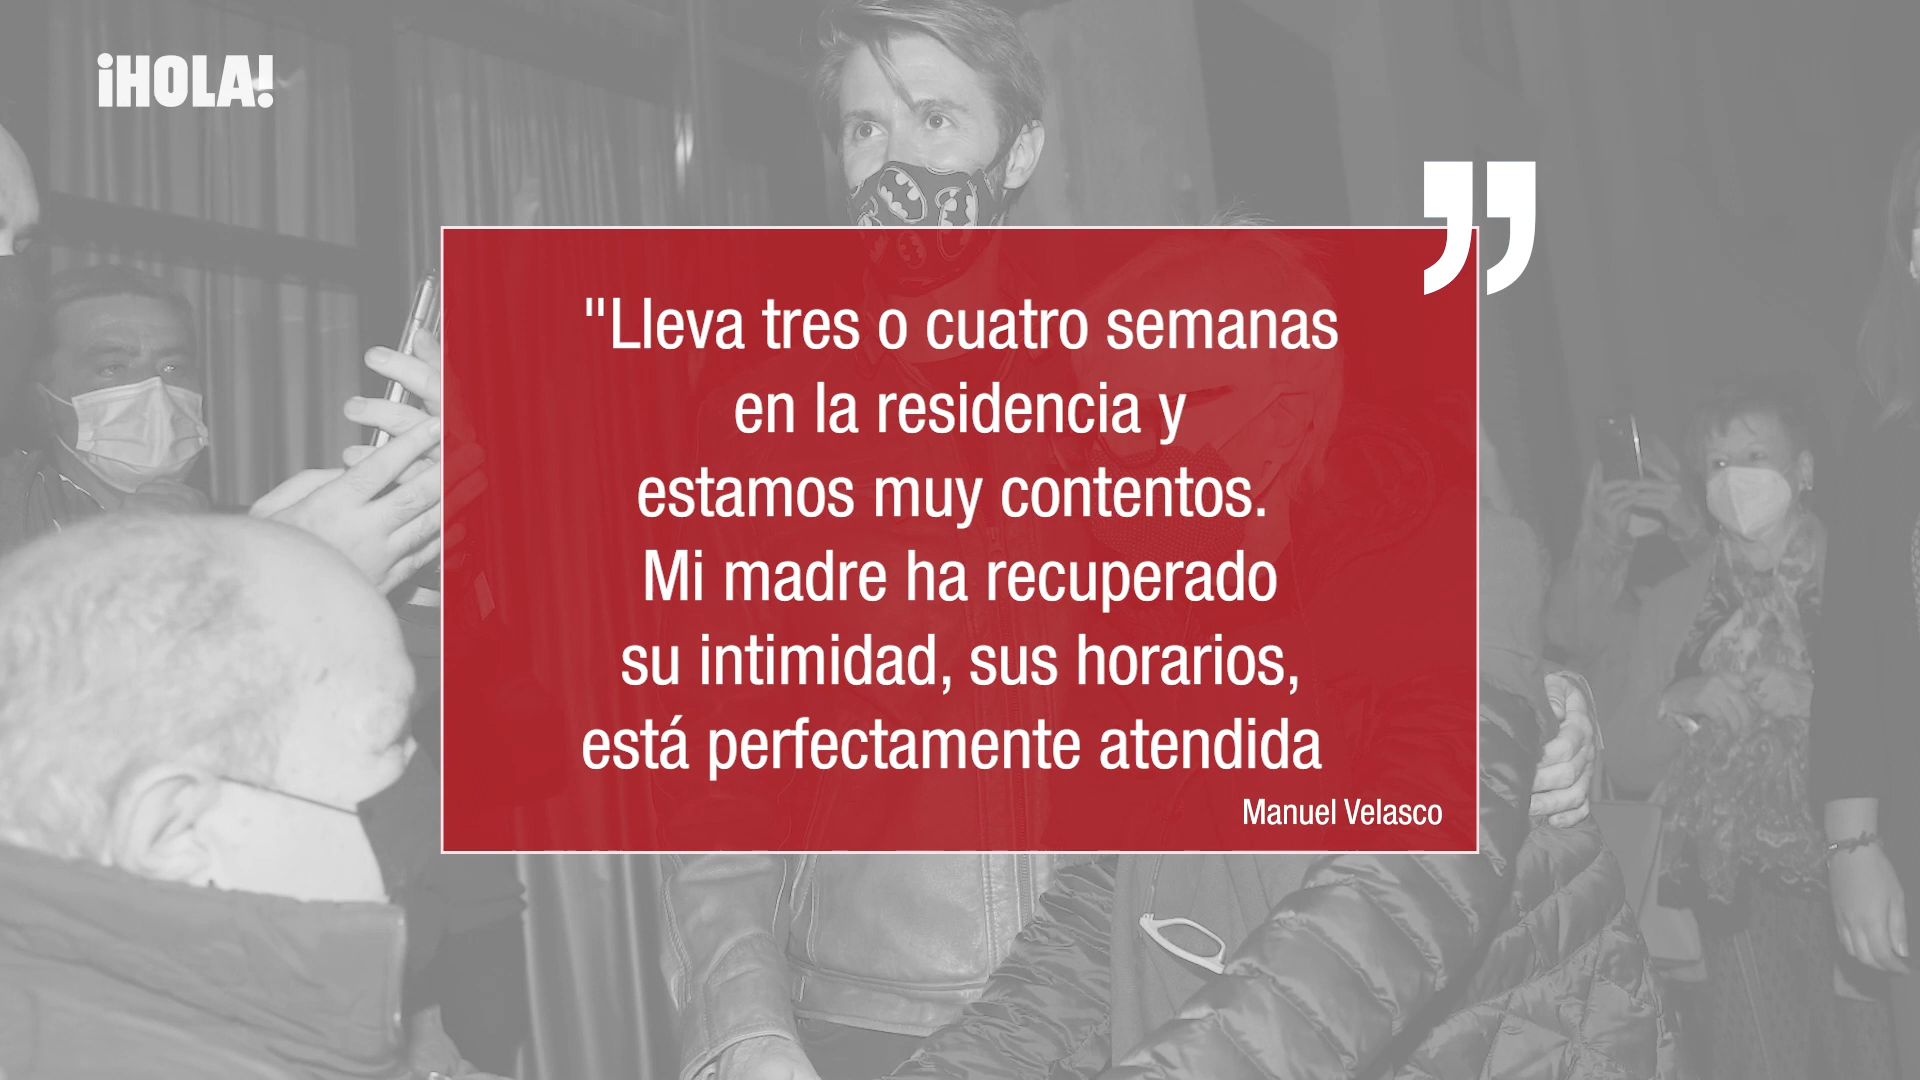 ¡HOLA!
"Lleva tres o cuatro semanas
en la residencia y
estamos muy contentos.
Mi madre ha recuperado
su intimidad, sus horarios,
está perfectamente atendida
Manuel Velasco